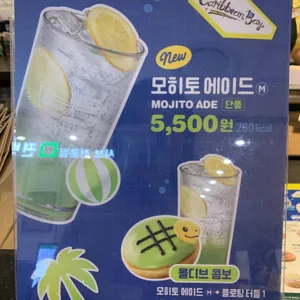 Caribbean Bay
New
모히토 에이드 M
MOJITO ADE 단품
5,500원 260kcal
몰디브 콤보
모히토 에이드 M + 플로팅 터틀 1